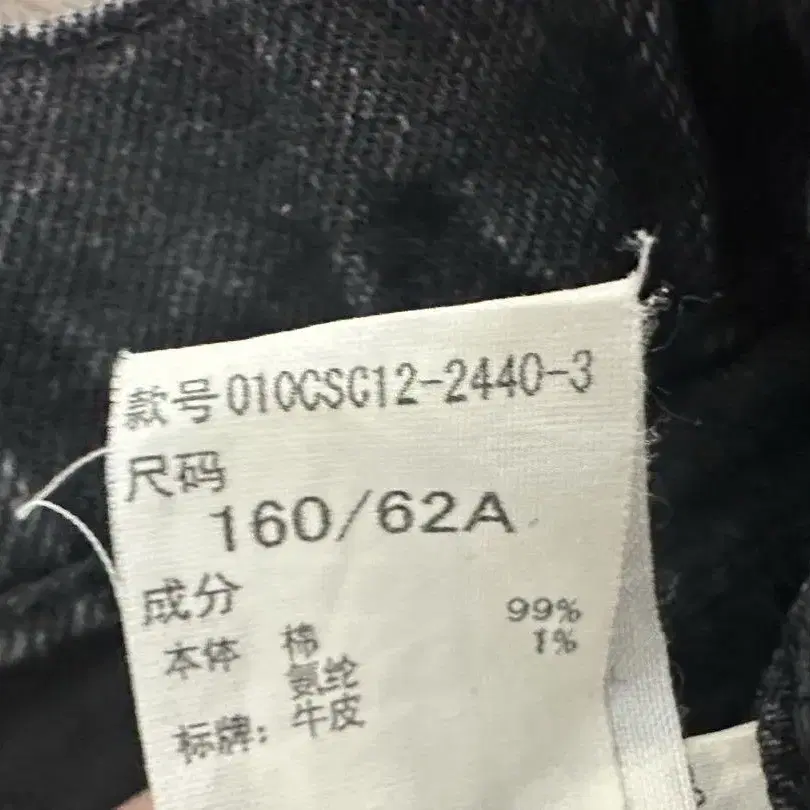 款号010CSC12-2440-3
尺码
160/62A
成分
本体 棉 99%
氨纶 1%
标牌：牛皮